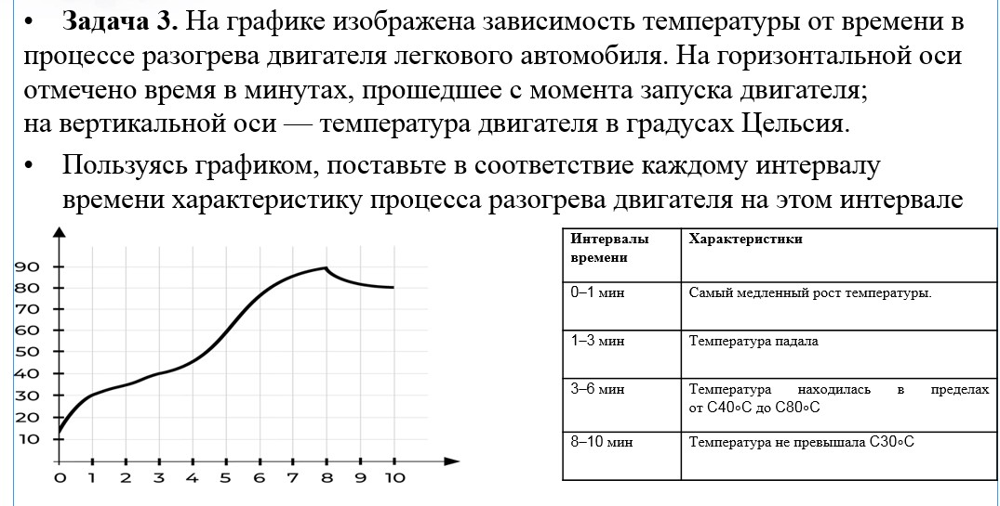 • Задача 3. На графике изображена зависимость температуры от времени в
процессе разогрева двигателя легкового автомобиля. На горизонтальной оси
отмечено время в минутах, прошедшее с момента запуска двигателя;
на вертикальной оси — температура двигателя в градусах Цельсия.
• Пользуясь графиком, поставьте в соответствие каждому интервалу
времени характеристику процесса разогрева двигателя на этом интервале
90
80
70
60
50
40
30
20
10
0 1 2 3 4 5 6 7 8 9 10
Интервалы Характеристики
времени
0–1 мин Самый медленный рост температуры.
1–3 мин Температура падала
3–6 мин Температура находилась в пределах
от С40∘С до С80∘С
8–10 мин Температура не превышала С30∘С